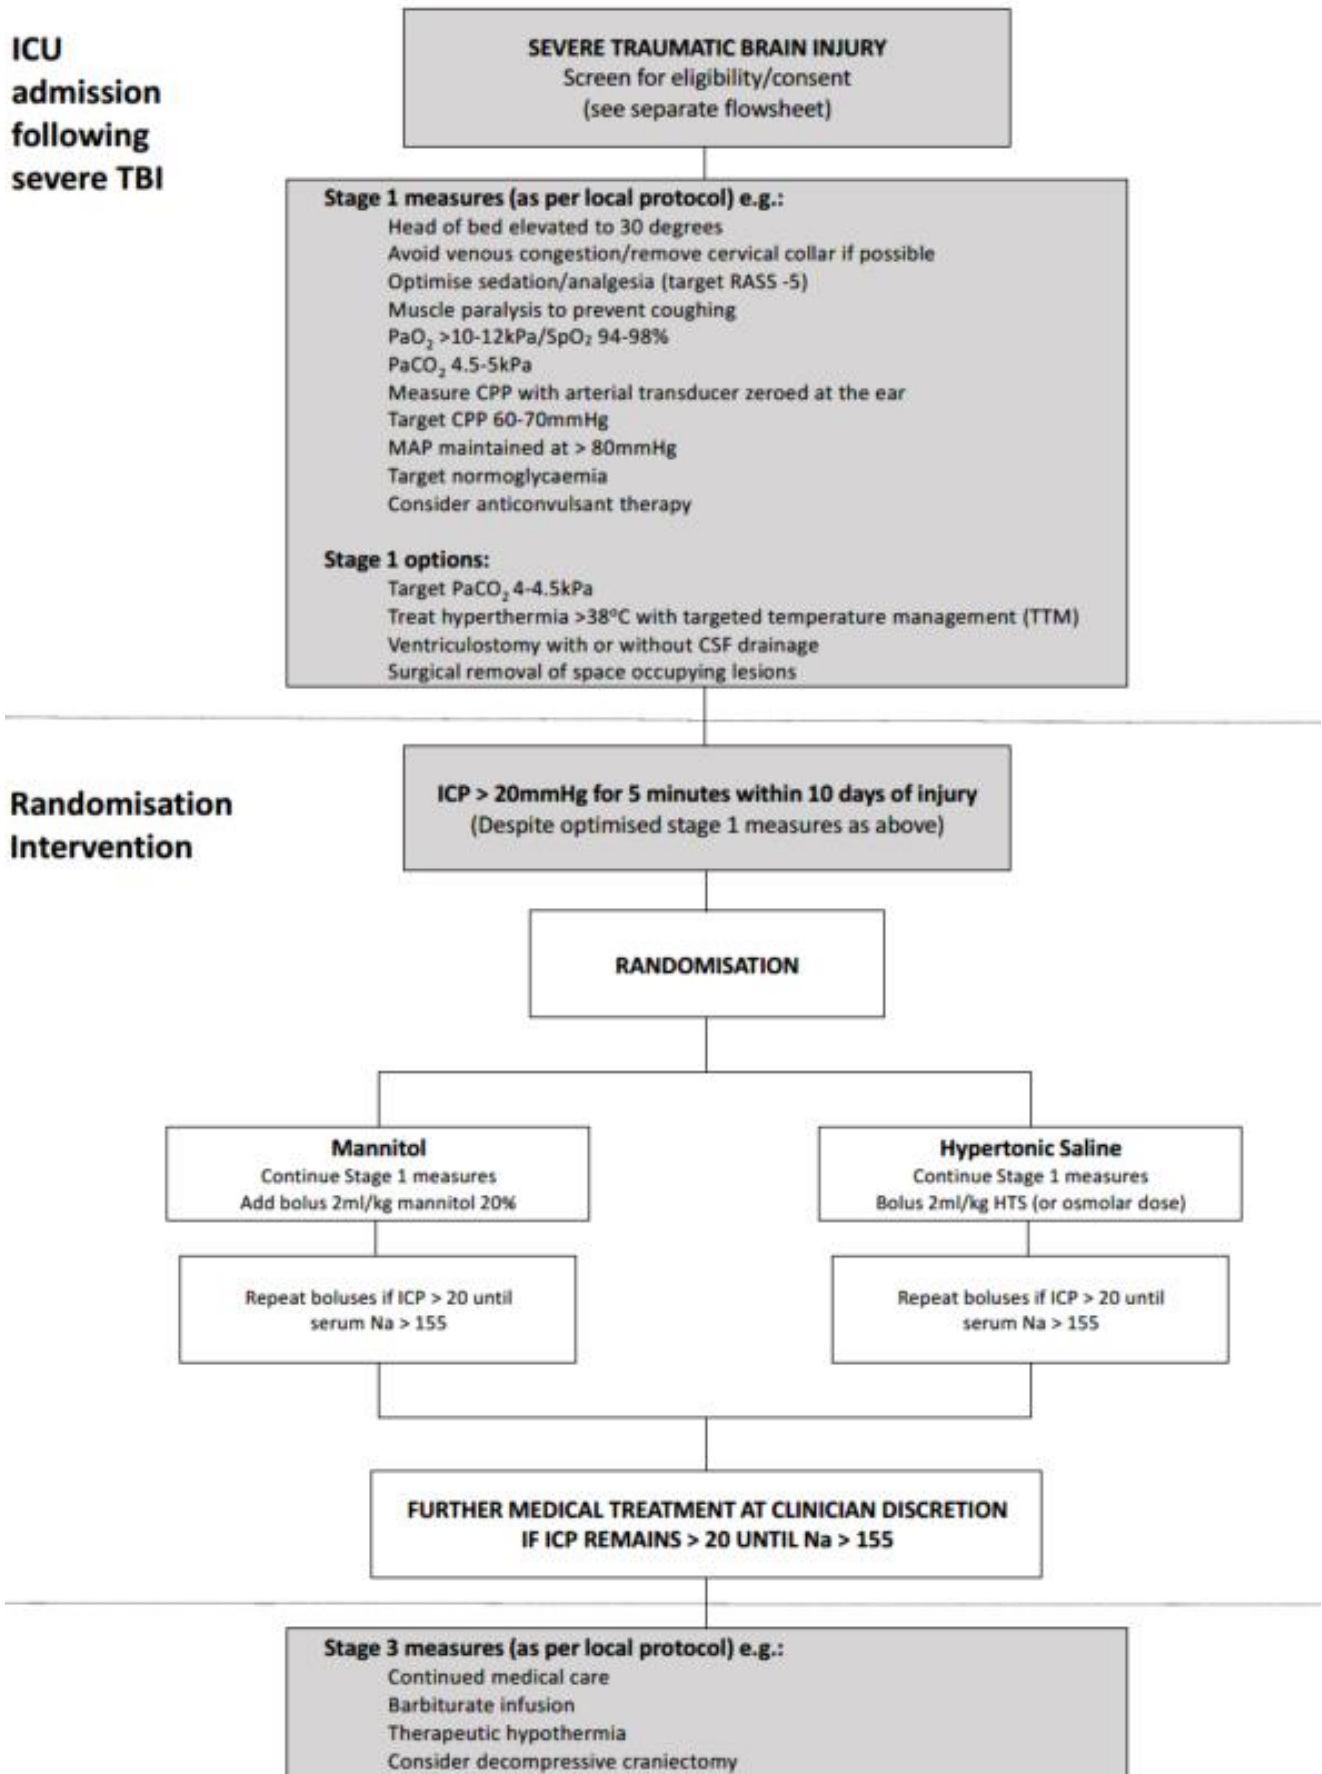 ICU
admission
following
severe TBI
SEVERE TRAUMATIC BRAIN INJURY
Screen for eligibility/consent
(see separate flowsheet)
Stage 1 measures (as per local protocol) e.g.:
Head of bed elevated to 30 degrees
Avoid venous congestion/remove cervical collar if possible
Optimise sedation/analgesia (target RASS -5)
Muscle paralysis to prevent coughing
PaO₂ >10-12kPa/SpO₂ 94-98%
PaCO₂ 4.5-5kPa
Measure CPP with arterial transducer zeroed at the ear
Target CPP 60-70mmHg
MAP maintained at > 80mmHg
Target normoglycaemia
Consider anticonvulsant therapy
Stage 1 options:
Target PaCO₂ 4-4.5kPa
Treat hyperthermia >38°C with targeted temperature management (TTM)
Ventriculostomy with or without CSF drainage
Surgical removal of space occupying lesions
Randomisation
Intervention
ICP > 20mmHg for 5 minutes within 10 days of injury
(Despite optimised stage 1 measures as above)
RANDOMISATION
Mannitol
Continue Stage 1 measures
Add bolus 2ml/kg mannitol 20%
Repeat boluses if ICP > 20 until
serum Na > 155
Hypertonic Saline
Continue Stage 1 measures
Bolus 2ml/kg HTS (or osmolar dose)
Repeat boluses if ICP > 20 until
serum Na > 155
FURTHER MEDICAL TREATMENT AT CLINICIAN DISCRETION
IF ICP REMAINS > 20 UNTIL Na > 155
Stage 3 measures (as per local protocol) e.g.:
Continued medical care
Barbiturate infusion
Therapeutic hypothermia
Consider decompressive craniectomy